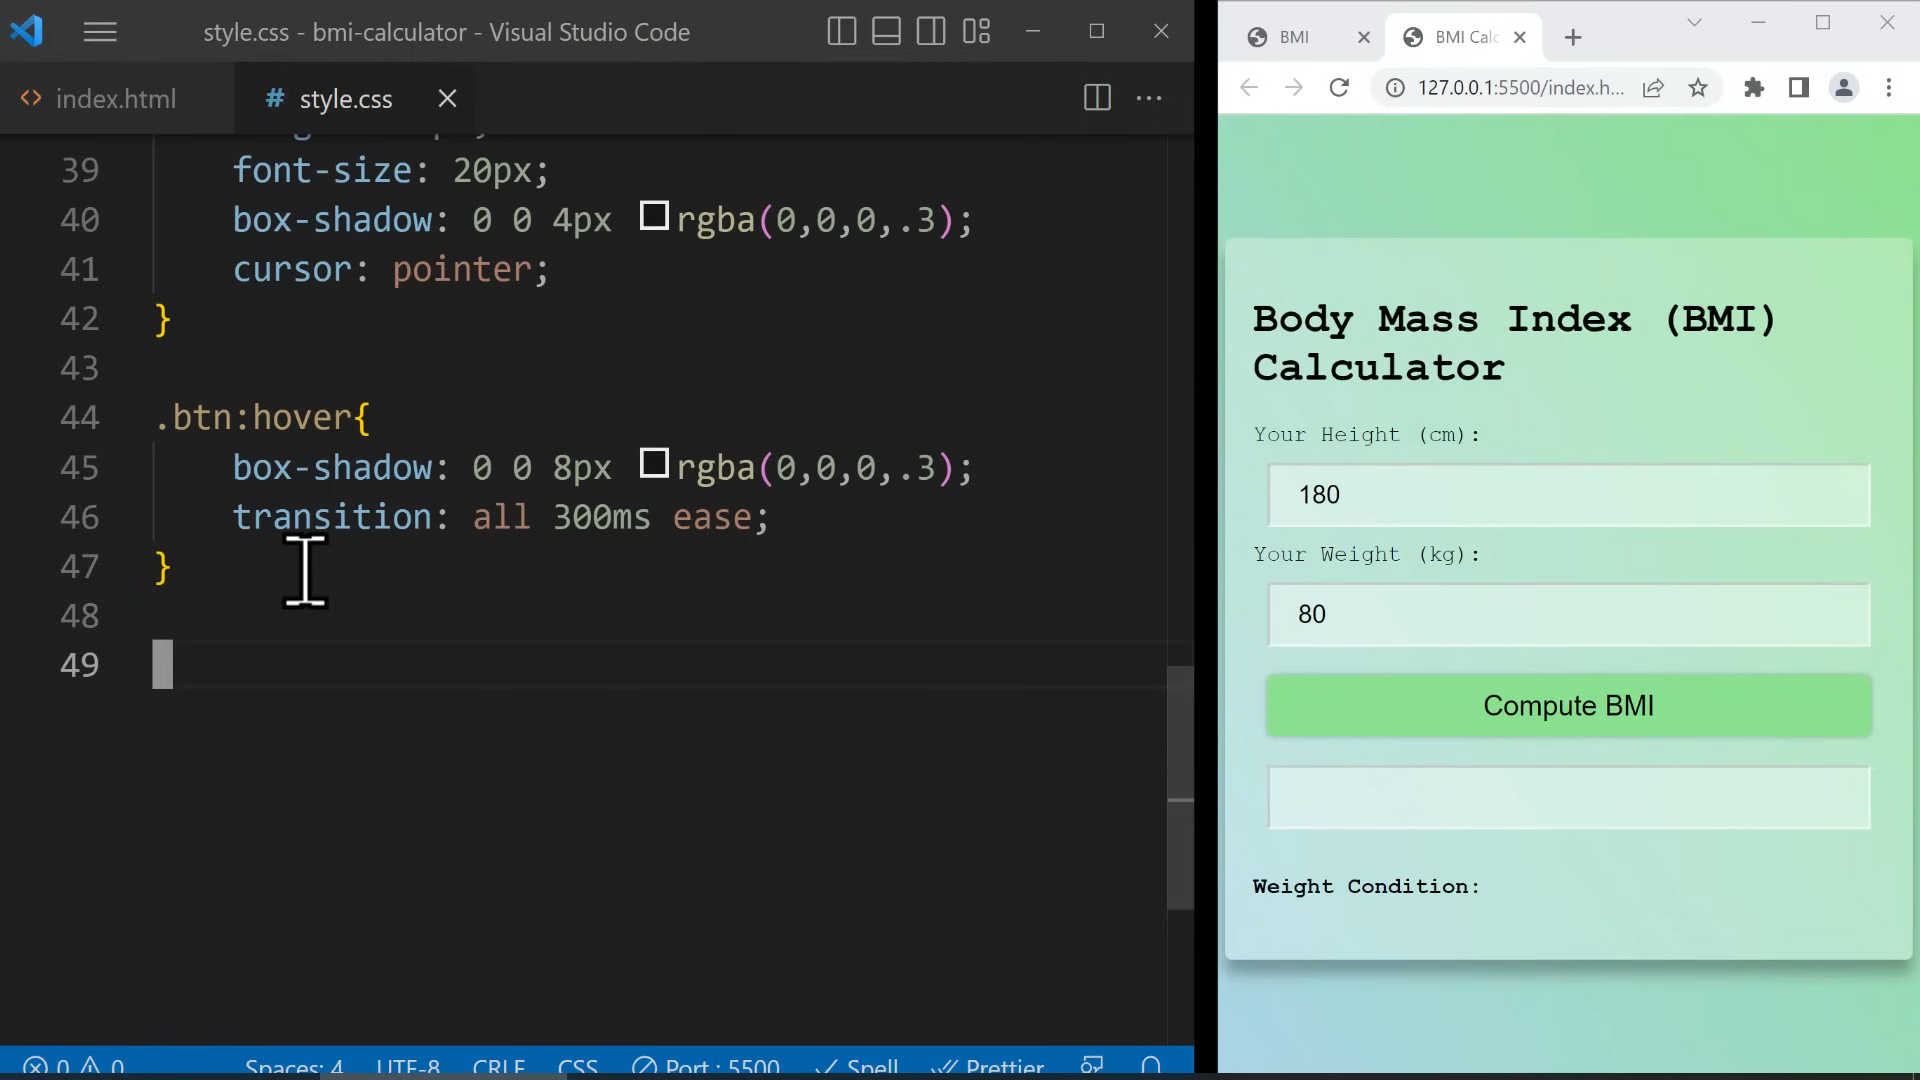 style.css - bmi-calculator - Visual Studio Code
<> index.html
# style.css
39 font-size: 20px;
40 box-shadow: 0 0 4px rgba(0,0,0,.3);
41 cursor: pointer;
42 }
43
44 .btn:hover{
45 box-shadow: 0 0 8px rgba(0,0,0,.3);
46 transition: all 300ms ease;
47 }
48
49
0 0 Spaces: 4 UTF-8 CRLF CSS Port : 5500 Spell Prettier
BMI
BMI Calc
127.0.0.1:5500/index.h...
Body Mass Index (BMI)
Calculator
Your Height (cm):
180
Your Weight (kg):
80
Compute BMI
Weight Condition: